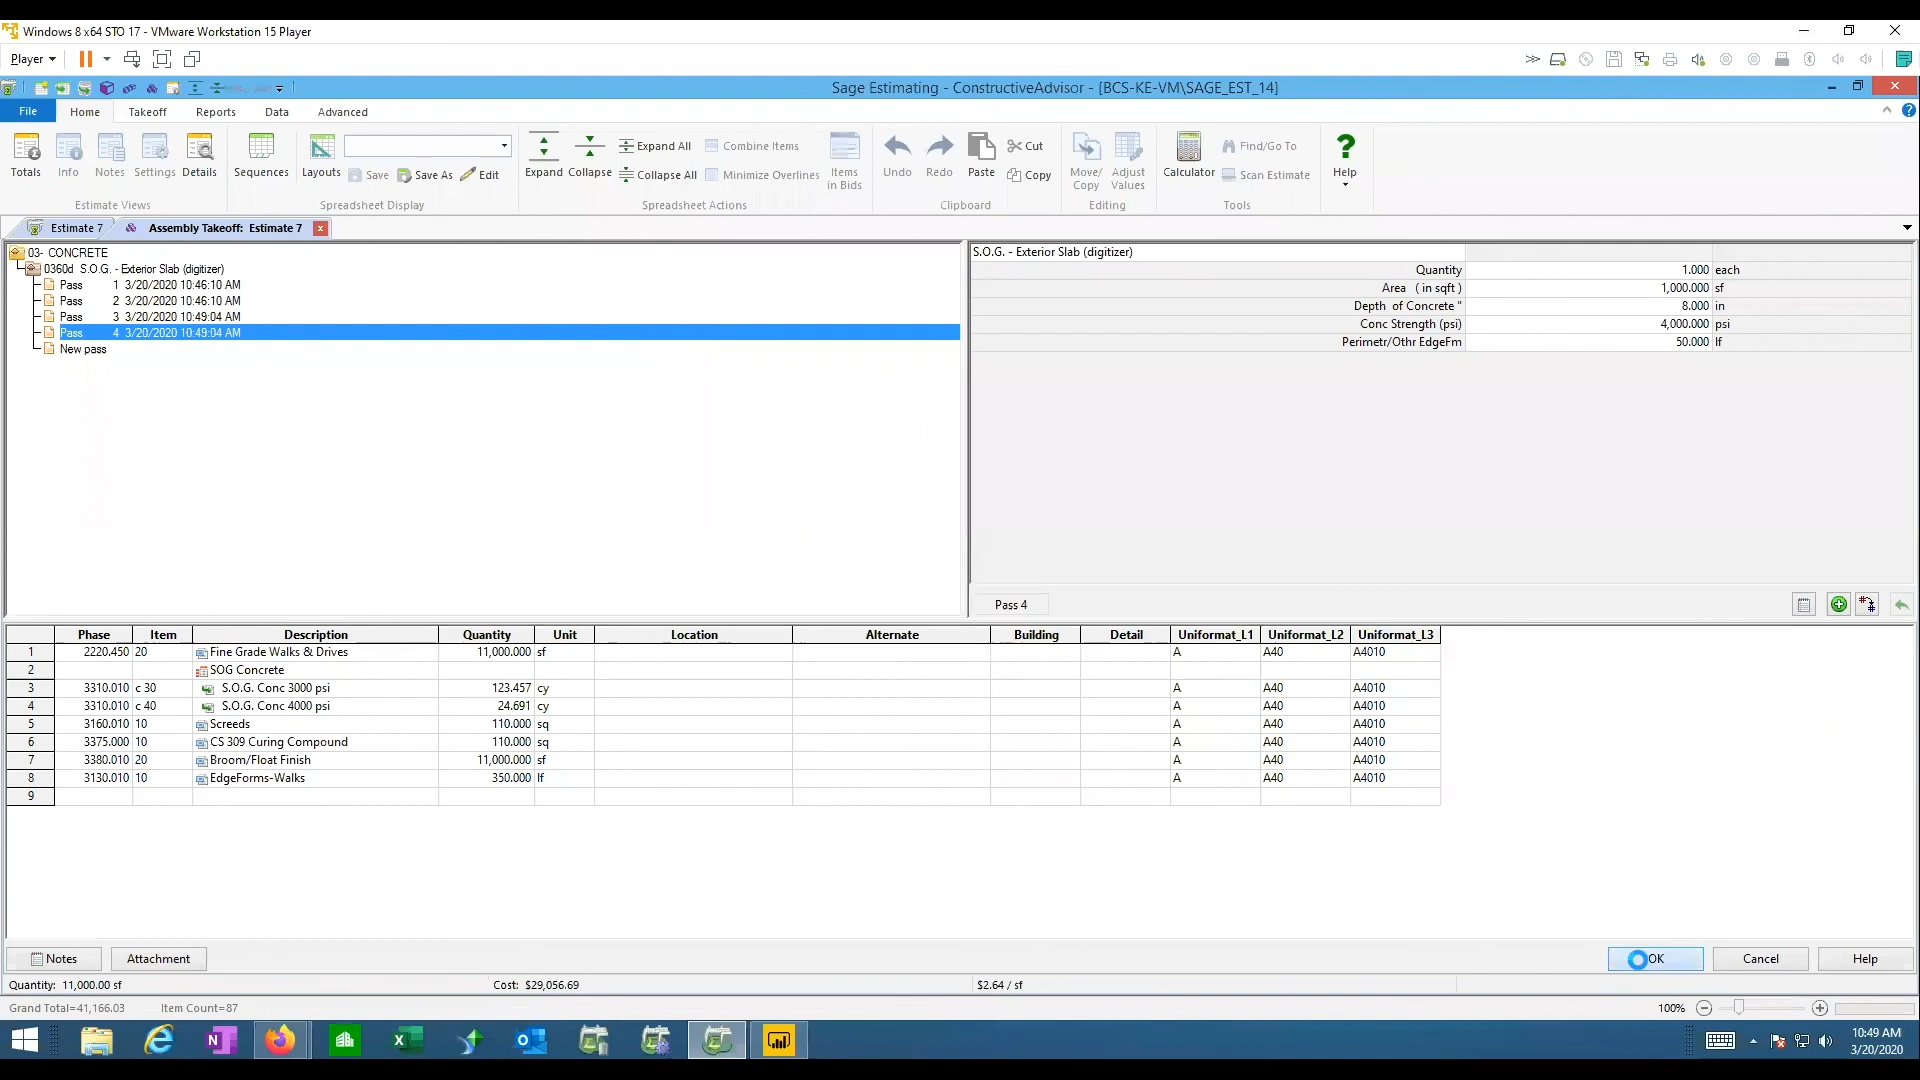 Windows 8 x64 STO 17 - VMware Workstation 15 Player
Player
Sage Estimating - ConstructiveAdvisor - [BCS-KE-VM\SAGE_EST_14]
File Home Takeoff Reports Data Advanced
Totals Info Notes Settings Details Sequences Layouts Save Save As Edit
Expand Collapse Expand All Collapse All Combine Items Minimize Overlines Items in Bids
Undo Redo Paste Cut Copy Move/ Copy Adjust Values Calculator Find/Go To Scan Estimate Help
Estimate Views Spreadsheet Display Spreadsheet Actions Clipboard Editing Tools
Estimate 7 Assembly Takeoff: Estimate 7 x
03- CONCRETE
0360d S.O.G. - Exterior Slab (digitizer)
Pass 1 3/20/2020 10:46:10 AM
Pass 2 3/20/2020 10:46:10 AM
Pass 3 3/20/2020 10:49:04 AM
Pass 4 3/20/2020 10:49:04 AM
New pass
S.O.G. - Exterior Slab (digitizer)
Quantity 1.000 each
Area ( in sqft ) 1,000.000 sf
Depth of Concrete " 8.000 in
Conc Strength (psi) 4,000.000 psi
Perimetr/Othr EdgeFm 50.000 lf
Pass 4
Phase Item Description Quantity Unit Location Alternate Building Detail Uniformat_L1 Uniformat_L2 Uniformat_L3
1 2220.450 20 Fine Grade Walks & Drives 11,000.000 sf A A40 A4010
2 SOG Concrete
3 3310.010 c 30 S.O.G. Conc 3000 psi 123.457 cy A A40 A4010
4 3310.010 c 40 S.O.G. Conc 4000 psi 24.691 cy A A40 A4010
5 3160.010 10 Screeds 110.000 sq A A40 A4010
6 3375.000 10 CS 309 Curing Compound 110.000 sq A A40 A4010
7 3380.010 20 Broom/Float Finish 11,000.000 sf A A40 A4010
8 3130.010 10 EdgeForms-Walks 350.000 lf A A40 A4010
9
Notes Attachment OK Cancel Help
Quantity: 11,000.00 sf Cost: $29,056.69 $2.64 / sf
Grand Total=41,166.03 Item Count=87 100%
10:49 AM
3/20/2020